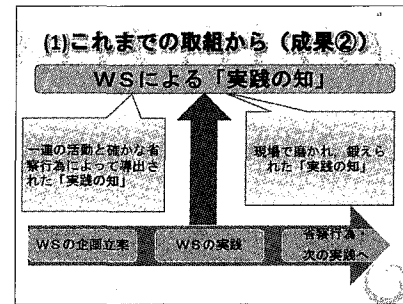 (1)これまでの取組から（成果②）
WSによる「実践の知」
一連の活動と確かな省
察行為によって導出さ
れた「実践の知」
現場で磨かれ、鍛えら
れた「実践の知」
WSの企画立案
WSの実践
省察行為・
次の実践へ